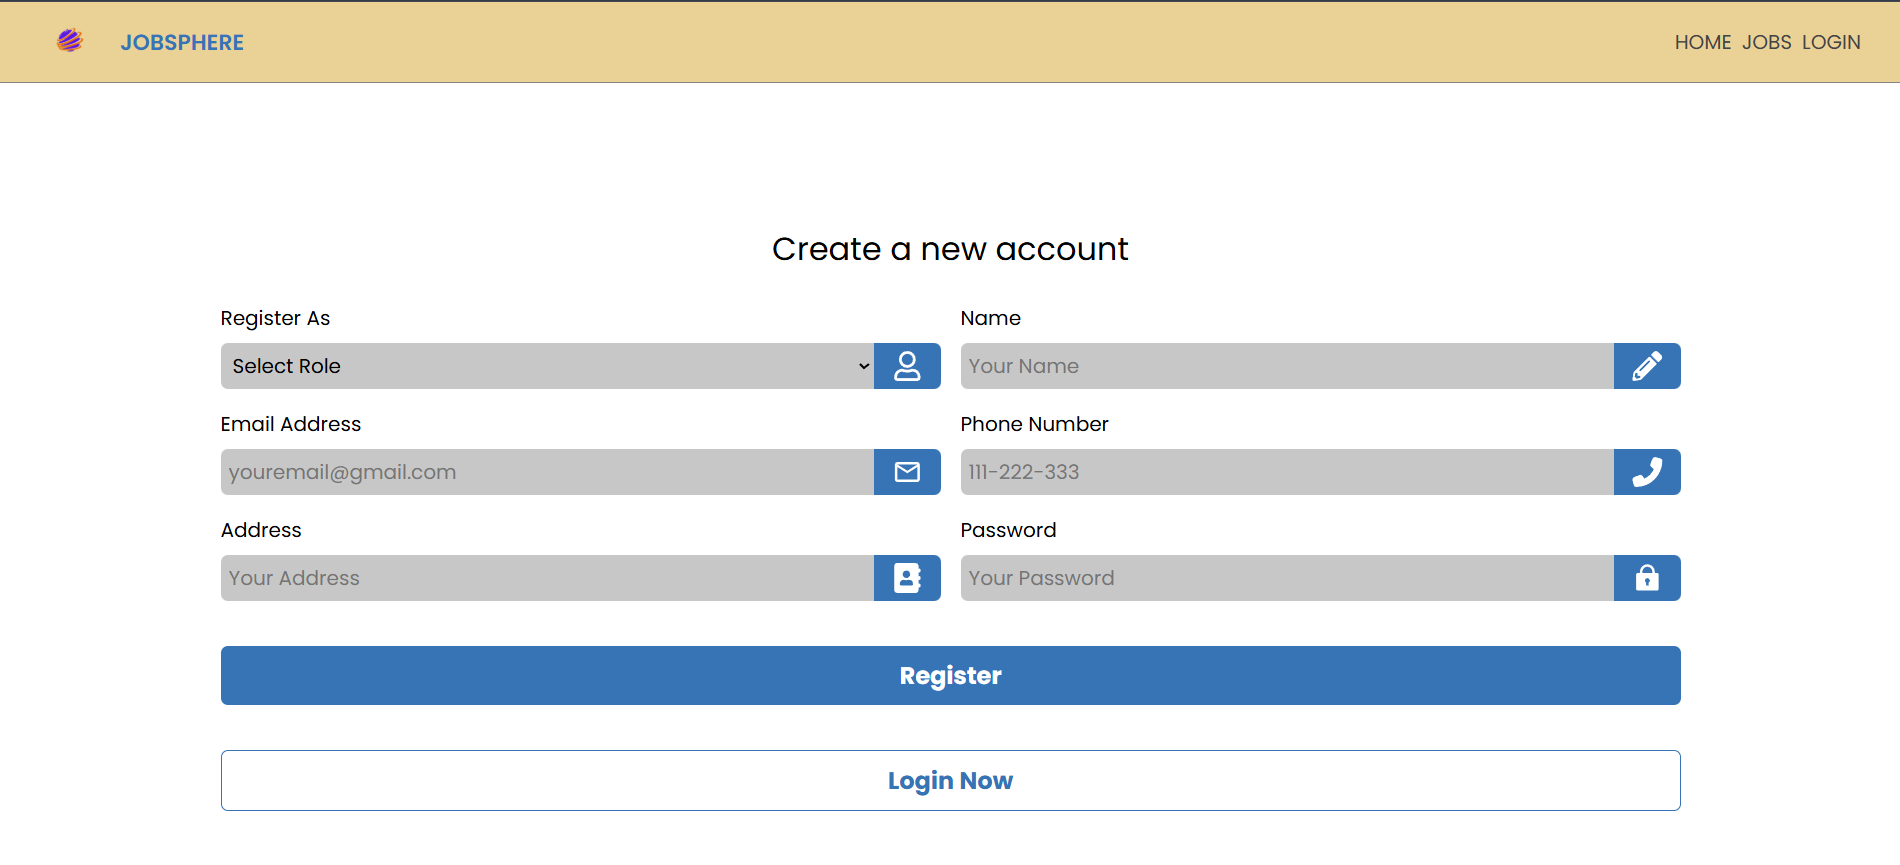 JOBSPHERE
HOME JOBS LOGIN
Create a new account
Register As
Name
Select Role
Your Name
Email Address
Phone Number
youremail@gmail.com
111-222-333
Address
Password
Your Address
Your Password
Register
Login Now